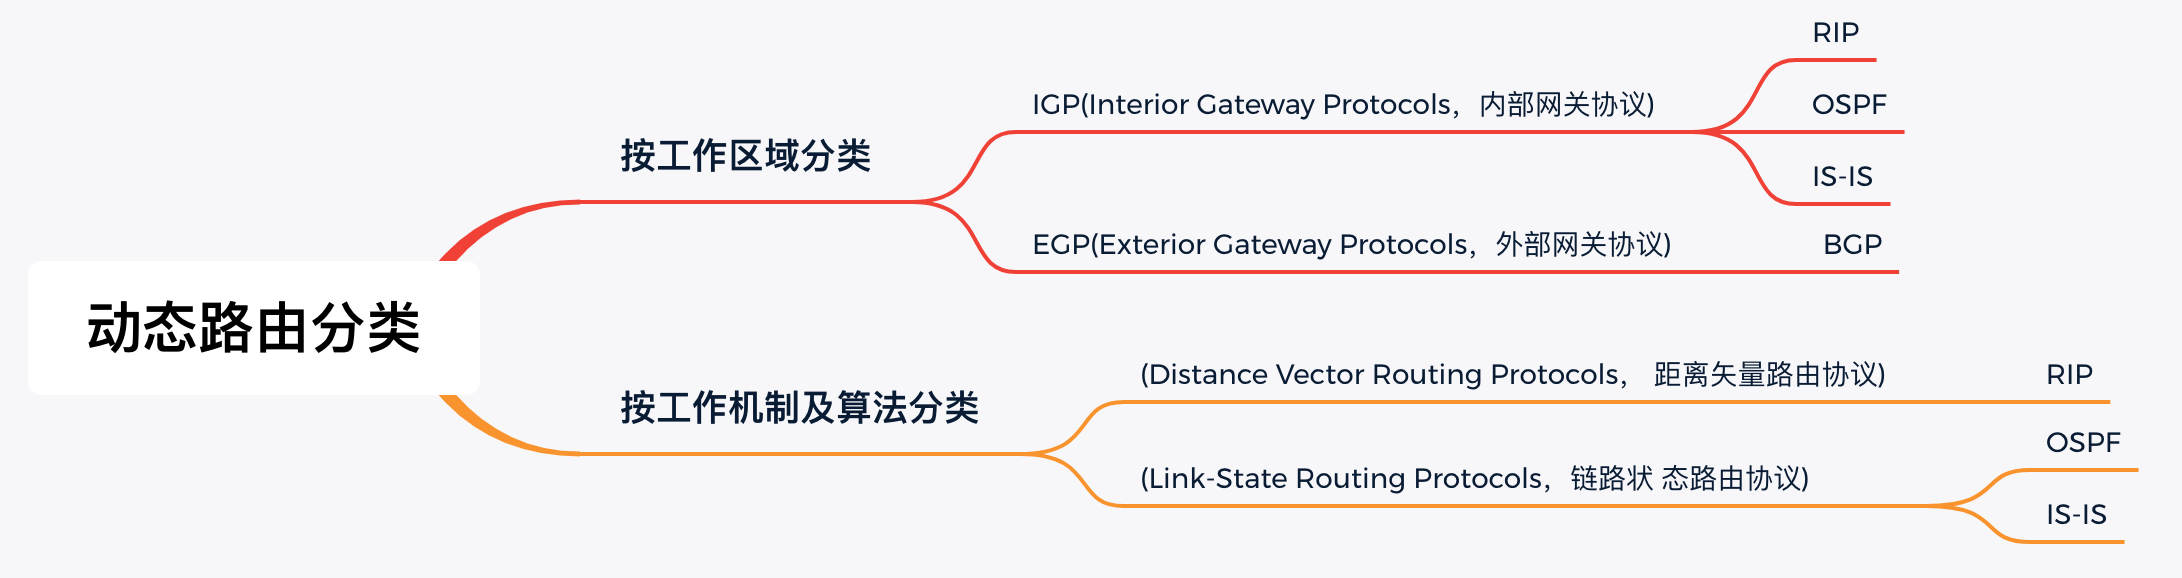 动态路由分类
按工作区域分类
IGP(Interior Gateway Protocols，内部网关协议)
RIP
OSPF
IS-IS
EGP(Exterior Gateway Protocols，外部网关协议)
BGP
按工作机制及算法分类
(Distance Vector Routing Protocols， 距离矢量路由协议)
RIP
(Link-State Routing Protocols，链路状 态路由协议)
OSPF
IS-IS